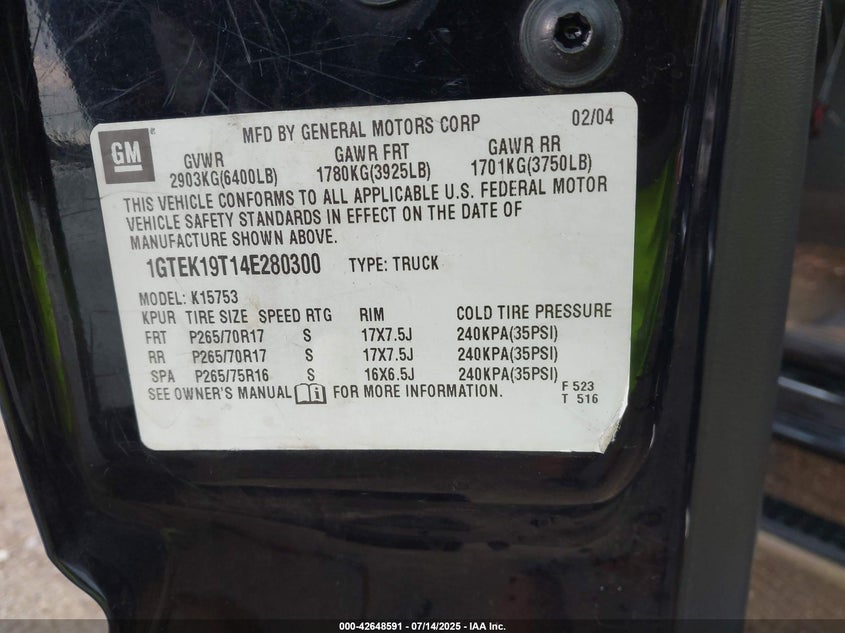 MFD BY GENERAL MOTORS CORP 02/04
GM
GVWR GAWR FRT GAWR RR
2903KG(6400LB) 1780KG(3925LB) 1701KG(3750LB)
THIS VEHICLE CONFORMS TO ALL APPLICABLE U.S. FEDERAL MOTOR
VEHICLE SAFETY STANDARDS IN EFFECT ON THE DATE OF
MANUFACTURE SHOWN ABOVE.
1GTEK19T14E280300 TYPE: TRUCK
MODEL: K15753
KPUR TIRE SIZE SPEED RTG RIM COLD TIRE PRESSURE
FRT P265/70R17 S 17X7.5J 240KPA(35PSI)
RR P265/70R17 S 17X7.5J 240KPA(35PSI)
SPA P265/75R16 S 16X6.5J 240KPA(35PSI)
SEE OWNER'S MANUAL FOR MORE INFORMATION.
F 523
T 516
000-42648591 - 07/14/2025 - IAA Inc.